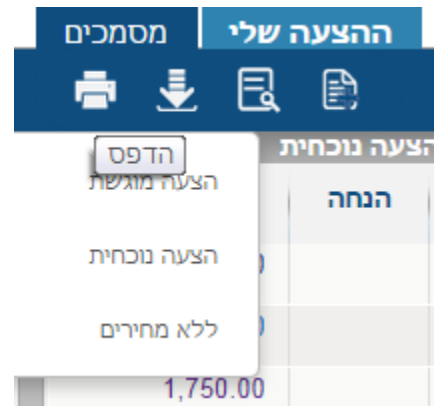 ההצעה שלי מסמכים
הצעה נוכחית
הדפס
הצעה מוגשת
הנחה
הצעה נוכחית
ללא מחירים
1,750.00